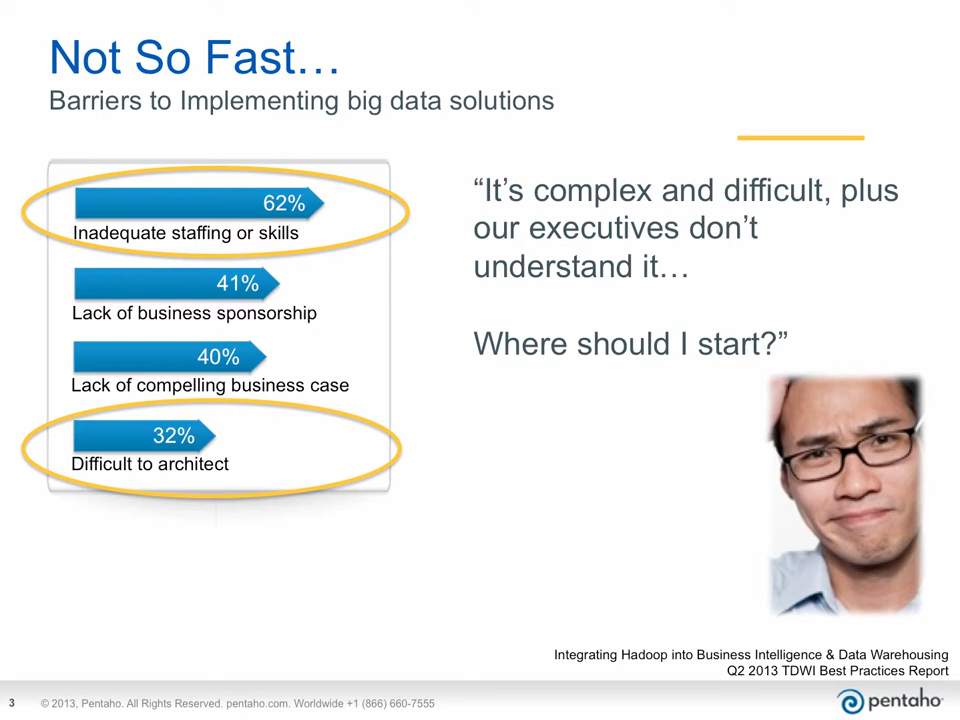 Not So Fast…
Barriers to Implementing big data solutions
62%
Inadequate staffing or skills
41%
Lack of business sponsorship
40%
Lack of compelling business case
32%
Difficult to architect
“It’s complex and difficult, plus
our executives don’t
understand it…
Where should I start?”
Integrating Hadoop into Business Intelligence & Data Warehousing
Q2 2013 TDWI Best Practices Report
3
© 2013, Pentaho. All Rights Reserved. pentaho.com. Worldwide +1 (866) 660-7555
pentaho